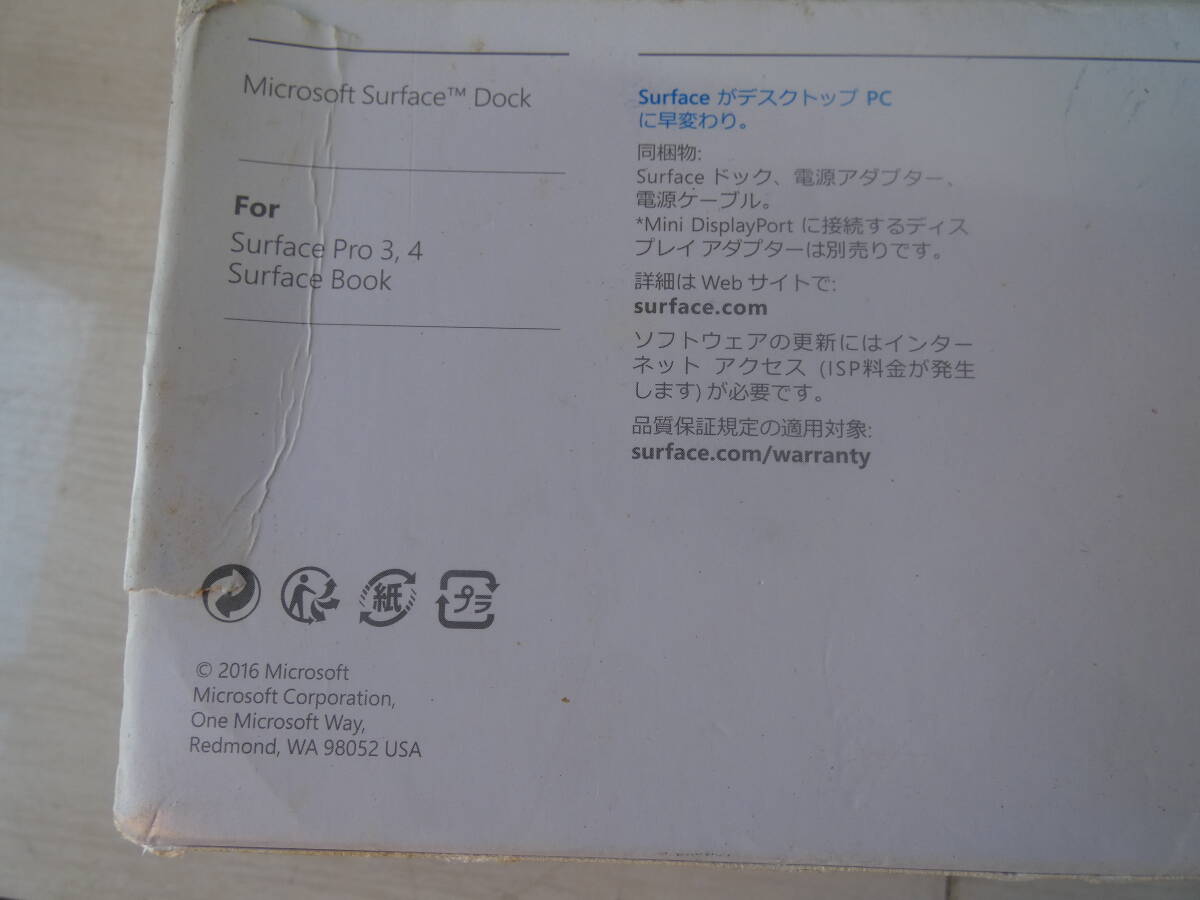 Microsoft Surface™ Dock
For
Surface Pro 3, 4
Surface Book
Surface がデスクトップ PC
に早変わり。
同梱物:
Surface ドック、電源アダプター、
電源ケーブル。
*Mini DisplayPort に接続するディス
プレイ アダプターは別売りです。
詳細は Web サイトで:
surface.com
ソフトウェアの更新にはインター
ネット アクセス (ISP料金が発生
します) が必要です。
品質保証規定の適用対象:
surface.com/warranty
紙
プラ
© 2016 Microsoft
Microsoft Corporation,
One Microsoft Way,
Redmond, WA 98052 USA